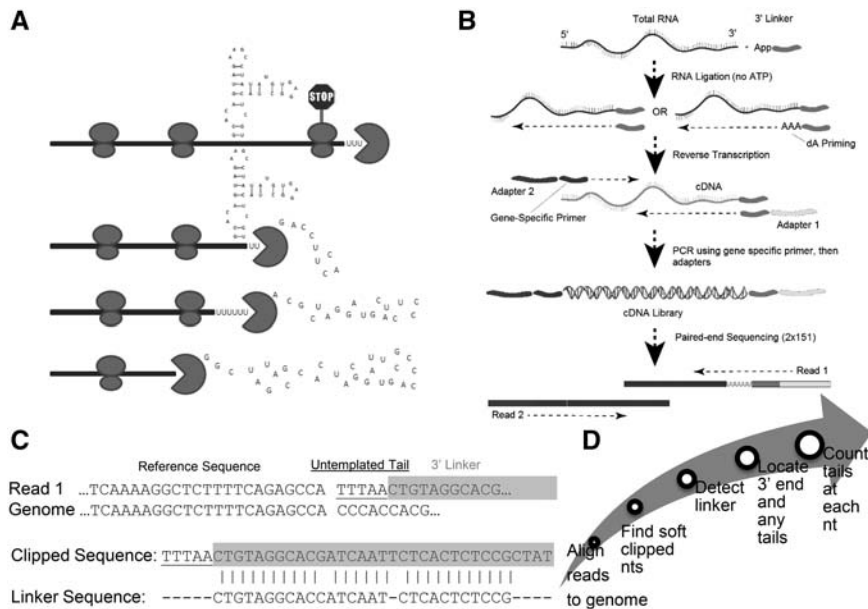 A
STOP
UUU
UU
UUUUUU
B
Total RNA
3' Linker
5'
3'
App
RNA Ligation (no ATP)
OR
AAA
dA Priming
Reverse Transcription
Adapter 2
cDNA
Gene-Specific Primer
Adapter 1
PCR using gene specific primer, then
adapters
cDNA Library
Paired-end Sequencing (2x151)
Read 1
Read 2
C
Reference Sequence
Untemplated Tail
3' Linker
Read 1 ...TCAAAAGGCTCTTTTCAGAGCCA TTTAACTGTAGGCACG...
Genome ...TCAAAAGGCTCTTTTCAGAGCCA CCCACCACG...
Clipped Sequence: TTTAACTGTAGGCACGATCAATTCTCACTCTCCGCTAT
Linker Sequence: -----CTGTAGGCACCATCAAT-CTCACTCTCCG----
D
Align
reads
to genome
Find soft
clipped
nts
Detect
linker
Locate
3' end
and
any
tails
Count
tails
at
each
nt